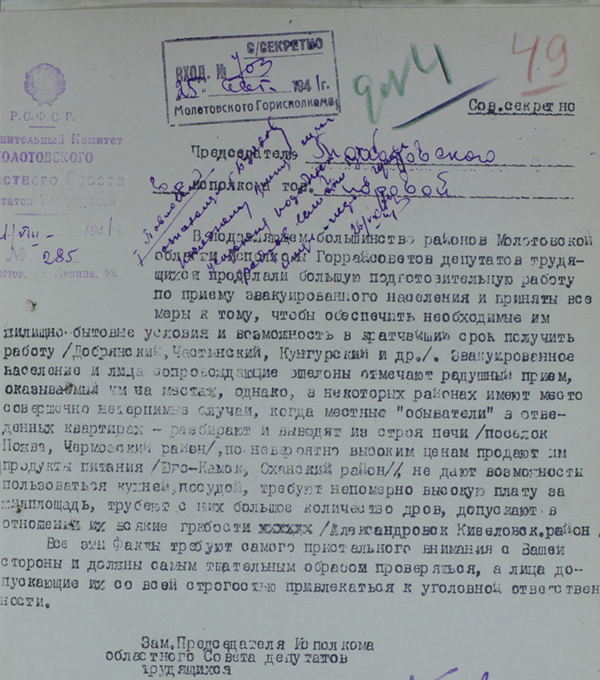 С/СЕКРЕТНО
ВХОД. № 703
25 1941г.
Молотовского Горисполкома
49
Сов.секретно
Р.С.Ф.С.Р.
Комитет
МОЛОТОВСКОГО
Совета
1941
№ 285
Ленина, 23.
Председателю
исполкома тов.
В подавляющем большинство районов Молотовской
области исполкомы Горрайсоветов депутатов трудя-
щихся проделали большую подготовительную работу
по приему эвакуированного населения и приняты все
меры к тому, чтобы обеспечить необходимые им
жилищно-бытовые условия и возможность в кратчайший срок получить
работу /Добрянский,Частинский, Кунгурский и др./. Эвакуированное
население и лица сопровождающие эшелоны отмечают радушный прием,
оказываемый им на местах, однако, в некоторых районах имеют место
совершенно нетерпимые случаи, когда местные "обыватели" в отве-
денных квартирах - разбирают и выводят из строя печи /поселок
Пожва, Чермозский район/,по невероятно высоким ценам продают им
продукты питания /Юго-Камск, Оханский район//, не дают возможности
пользоваться кухней,посудой, требуют непомерно высокую плату за
жилплощадь, требуют с них большое количество дров, допускают в
отношении их всякие грубости хххххх /Александровск Кизеловск.район
Все эти факты требуют самого пристального внимания с Вашей
стороны и должны самым тщательным образом проверяться, а лица до-
пускающие их со всей строгостью привлекаться к уголовной ответствен
ности.
Зам.Председателя Исполкома
областного Совета депутатов
трудящихся